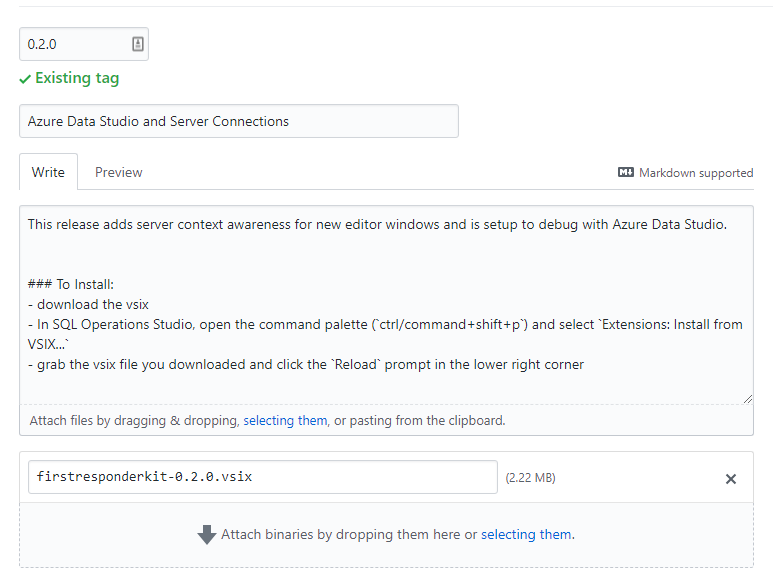 0.2.0
Existing tag
Azure Data Studio and Server Connections
Write Preview Markdown supported
This release adds server context awareness for new editor windows and is setup to debug with Azure Data Studio.
### To Install:
- download the vsix
- In SQL Operations Studio, open the command palette (`ctrl/command+shift+p`) and select `Extensions: Install from
VSIX...`
- grab the vsix file you downloaded and click the `Reload` prompt in the lower right corner
Attach files by dragging & dropping, selecting them, or pasting from the clipboard.
firstresponderkit-0.2.0.vsix (2.22 MB)
Attach binaries by dropping them here or selecting them.